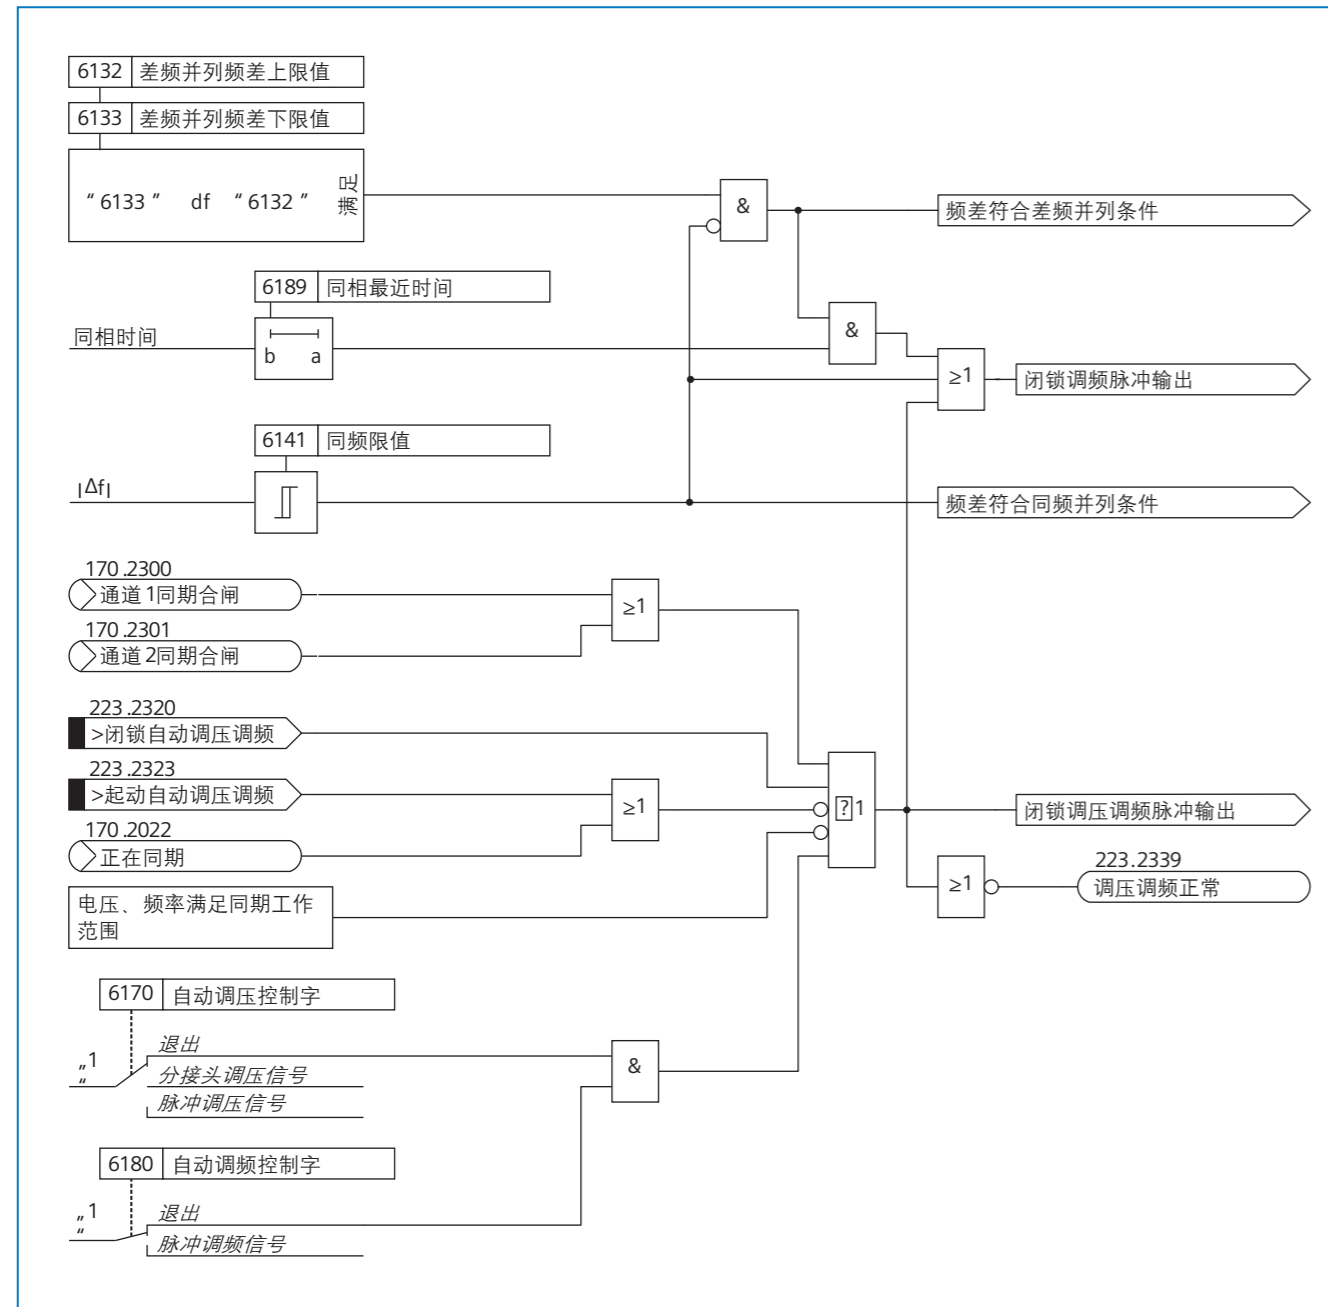 6132 差频并列频差上限值
6133 差频并列频差下限值
“ 6133 ” df “ 6132 ” 满足
&
频差符合差频并列条件
6189 同相最近时间
同相时间
b a
&
≥1
闭锁调频脉冲输出
6141 同频限值
|Δf|
频差符合同频并列条件
170 .2300
通道 1同期合闸
≥1
170 .2301
通道 2同期合闸
223 .2320
>闭锁自动调压调频
223 .2323
>起动自动调压调频
≥1
?1
闭锁调压调频脉冲输出
170 .2022
正在同期
≥1
223.2339
调压调频正常
电压、频率满足同期工作
范围
6170 自动调压控制字
„1
“
退出
分接头调压信号
脉冲调压信号
&
6180 自动调频控制字
„1
“
退出
脉冲调频信号